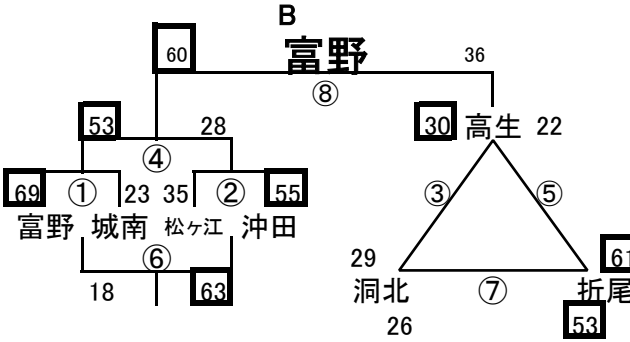 B
60 富野 36
⑧
53 28 30 高生 22
④
69 ① 23 35 ② 55 ③ ⑤
富野 城南 松ヶ江 沖田
⑥ 29 61
18 63 洞北 ⑦ 折尾
26 53